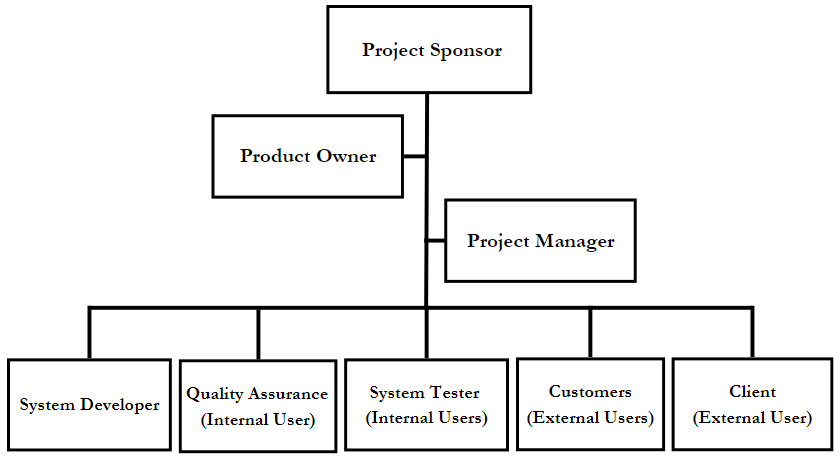 Project Sponsor
Product Owner
Project Manager
System Developer
Quality Assurance
(Internal User)
System Tester
(Internal Users)
Customers
(External Users)
Client
(External User)